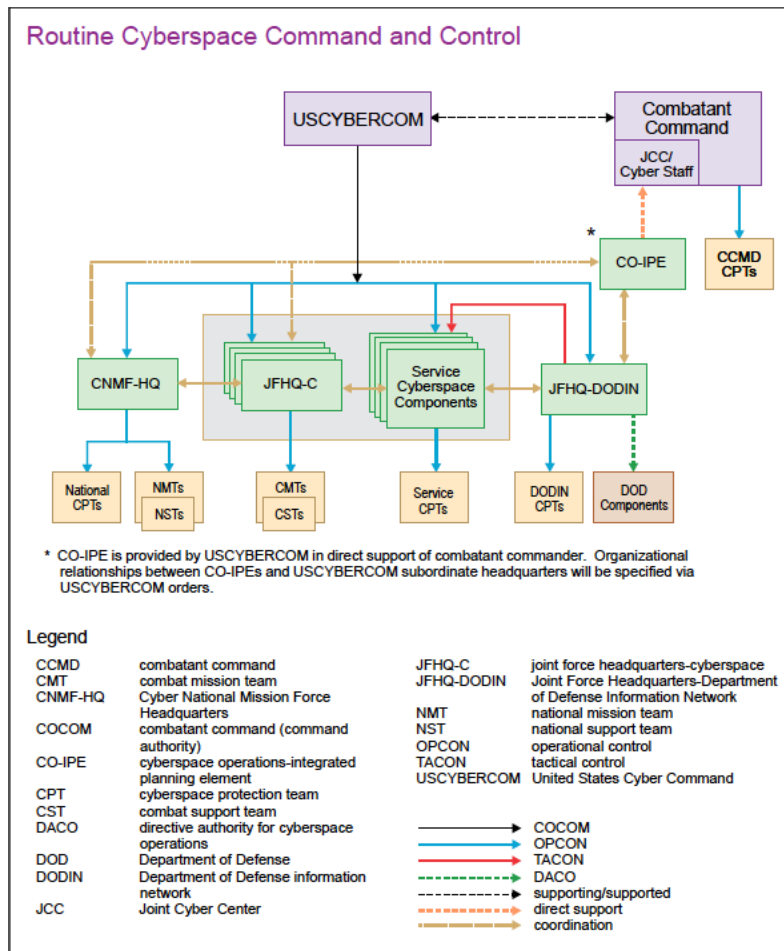 Routine Cyberspace Command and Control
USCYBERCOM
Combatant
Command
JCC/
Cyber Staff
*
CO-IPE
CCMD
CPTs
CNMF-HQ
JFHQ-C
Service
Cyberspace
Components
JFHQ-DODIN
National
CPTs
NMTs
NSTs
CMTs
CSTs
Service
CPTs
DODIN
CPTs
DOD
Components
* CO-IPE is provided by USCYBERCOM in direct support of combatant commander. Organizational
relationships between CO-IPEs and USCYBERCOM subordinate headquarters will be specified via
USCYBERCOM orders.
Legend
CCMD combatant command
CMT combat mission team
CNMF-HQ Cyber National Mission Force
Headquarters
COCOM combatant command (command
authority)
CO-IPE cyberspace operations-integrated
planning element
CPT cyberspace protection team
CST combat support team
DACO directive authority for cyberspace
operations
DOD Department of Defense
DODIN Department of Defense information
network
JCC Joint Cyber Center
JFHQ-C joint force headquarters-cyberspace
JFHQ-DODIN Joint Force Headquarters-Department
of Defense Information Network
NMT national mission team
NST national support team
OPCON operational control
TACON tactical control
USCYBERCOM United States Cyber Command
COCOM
OPCON
TACON
DACO
supporting/supported
direct support
coordination